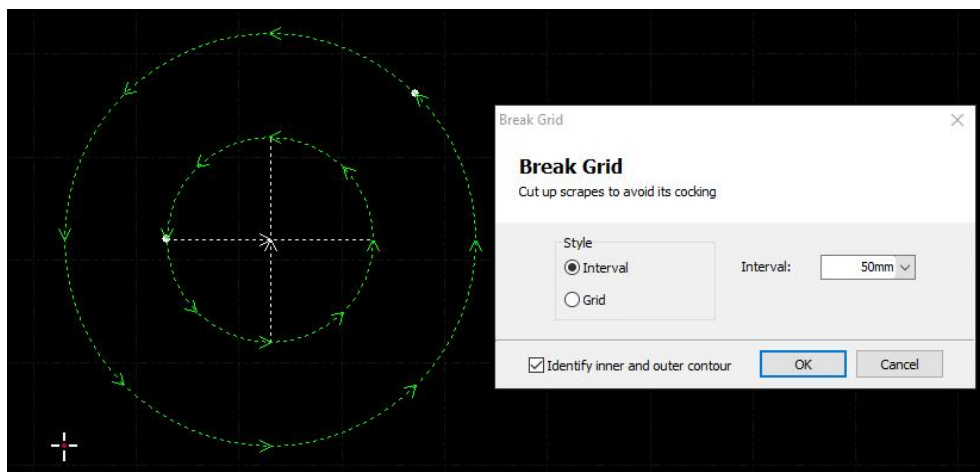 Break Grid
Break Grid
Cut up scrapes to avoid its cocking
Style
Interval
Interval:
50mm
Grid
Identify inner and outer contour
OK
Cancel